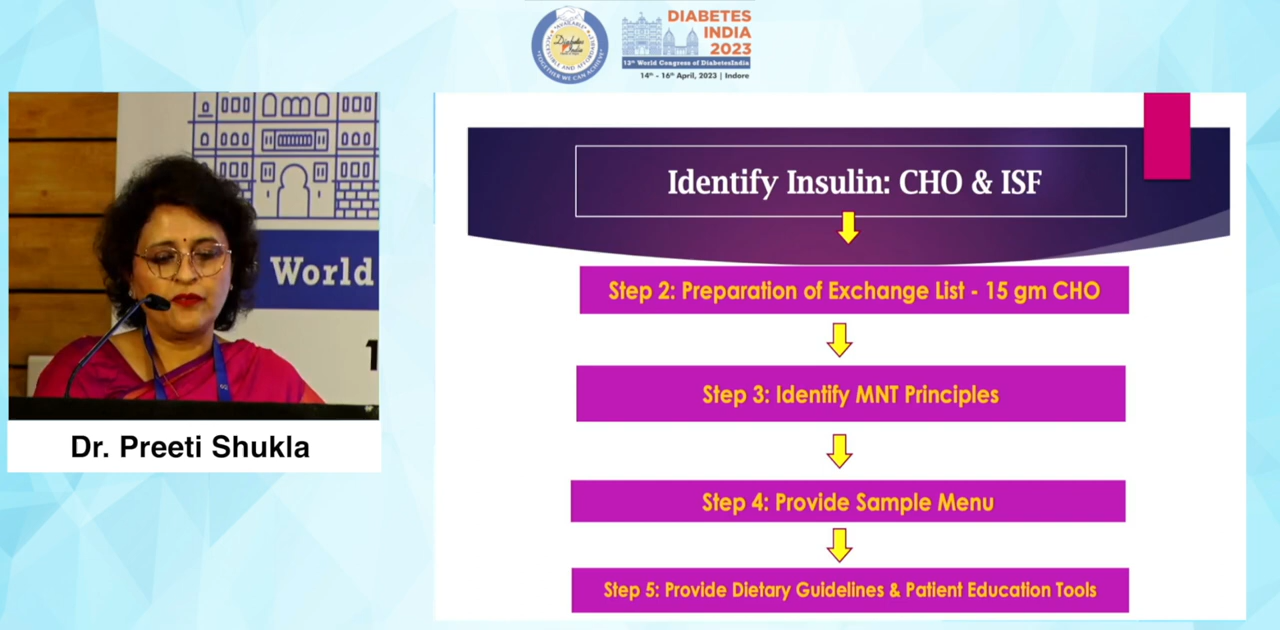 DIABETES
INDIA
2023
13th World Congress of DiabetesIndia
14th - 16th April, 2023 | Indore
World
1
Dr. Preeti Shukla
Identify Insulin: CHO & ISF
Step 2: Preparation of Exchange List - 15 gm CHO
Step 3: Identify MNT Principles
Step 4: Provide Sample Menu
Step 5: Provide Dietary Guidelines & Patient Education Tools